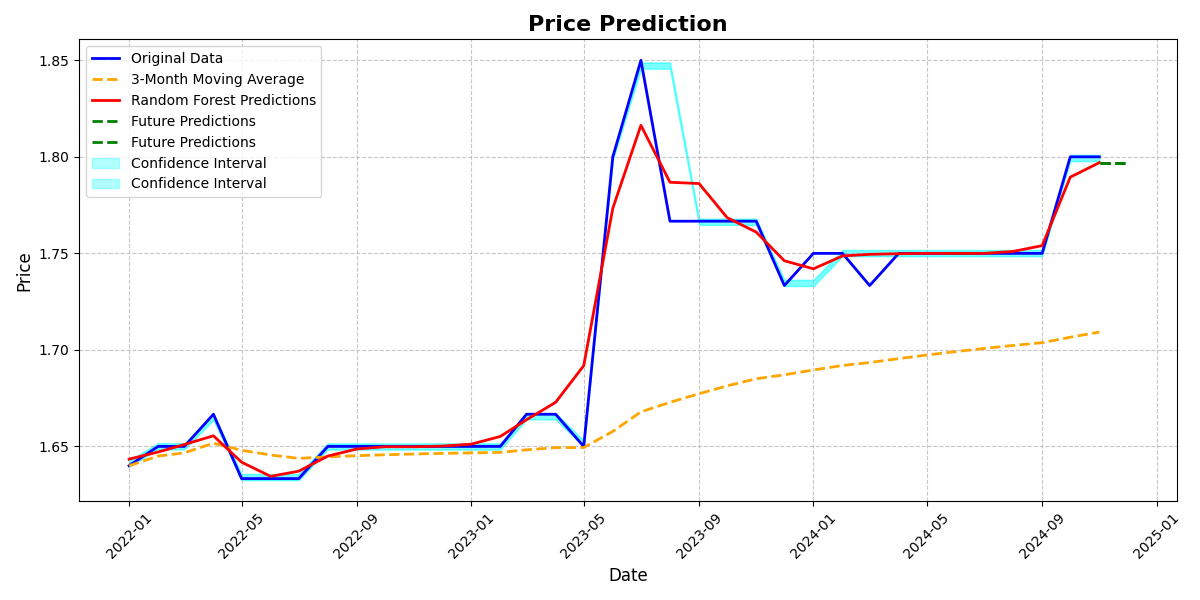 Price Prediction
Original Data
3-Month Moving Average
Random Forest Predictions
Future Predictions
Future Predictions
Confidence Interval
Confidence Interval
Price
1.85
1.80
1.75
1.70
1.65
2022-01
2022-05
2022-09
2023-01
2023-05
2023-09
2024-01
2024-05
2024-09
2025-01
Date